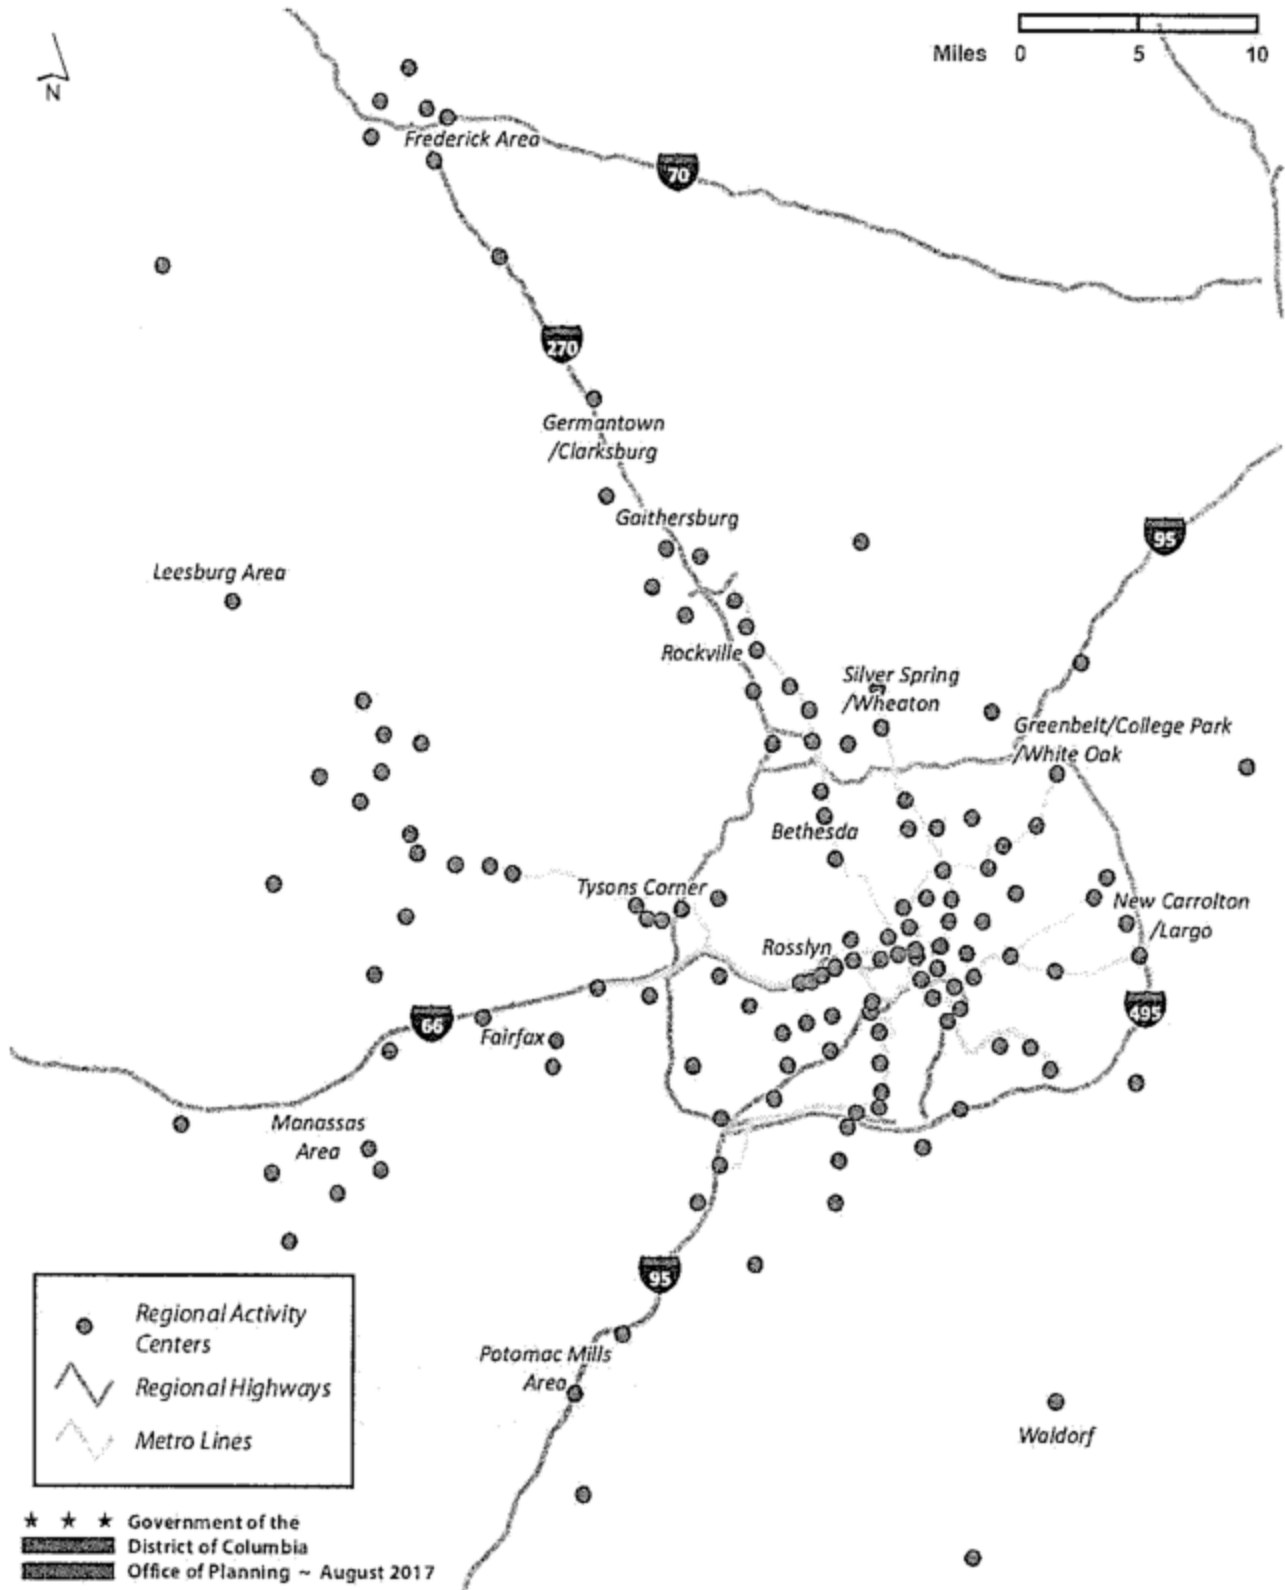 Miles 0 5 10
N
Frederick Area
70
270
Germantown
/Clarksburg
Gaithersburg
95
Leesburg Area
Rockville
Silver Spring
/Wheaton
Greenbelt/College Park
/White Oak
Bethesda
Tysons Corner
New Carrolton
/Largo
Rosslyn
66
Fairfax
495
Manassas
Area
95
Potomac Mills
Area
Waldorf
Regional Activity
Centers
Regional Highways
Metro Lines
★ ★ ★ Government of the
District of Columbia
Office of Planning ~ August 2017